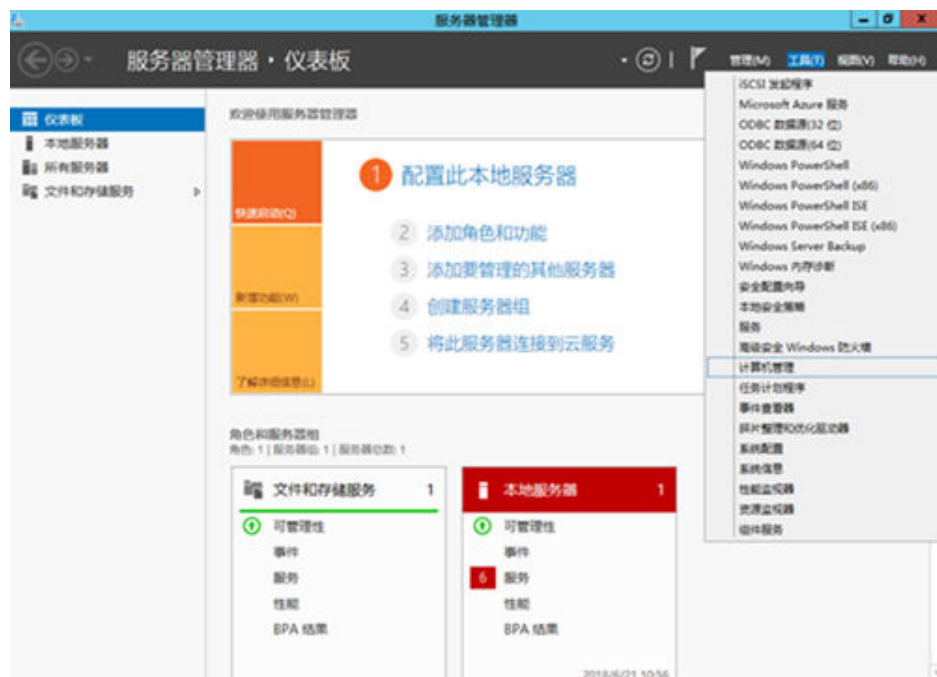 服务器管理器
服务器管理器・仪表板
管理(M) 工具(T) 视图(V) 帮助(H)
iSCSI 发起程序
Microsoft Azure 服务
ODBC 数据源(32 位)
ODBC 数据源(64 位)
Windows PowerShell
Windows PowerShell (x86)
Windows PowerShell ISE
Windows PowerShell ISE (x86)
Windows Server Backup
Windows 内存诊断
安全配置向导
本地安全策略
服务
高级安全 Windows 防火墙
计算机管理
任务计划程序
事件查看器
碎片整理和优化驱动器
系统配置
系统信息
性能监视器
资源监视器
组件服务
仪表板
本地服务器
所有服务器
文件和存储服务
欢迎使用服务器管理器
快速启动(Q)
新增功能(W)
了解详细信息(L)
1 配置此本地服务器
2 添加角色和功能
3 添加要管理的其他服务器
4 创建服务器组
5 将此服务器连接到云服务
角色和服务器组
角色: 1 | 服务器组: 1 | 服务器总数: 1
文件和存储服务 1
可管理性
事件
服务
性能
BPA 结果
本地服务器 1
可管理性
事件
6 服务
性能
BPA 结果
2018/6/21 10:56